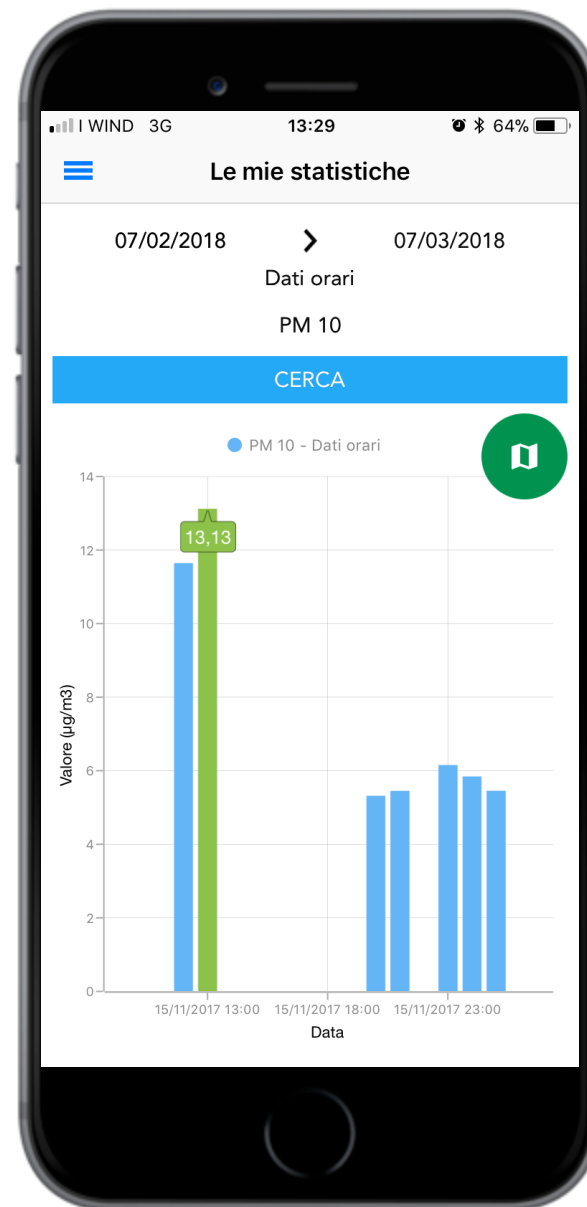 I WIND 3G 13:29 64%
Le mie statistiche
07/02/2018 07/03/2018
Dati orari
PM 10
CERCA
PM 10 - Dati orari
14
13,13
12
10
8
Valore (µg/m3)
6
4
2
0
15/11/2017 13:00 15/11/2017 18:00 15/11/2017 23:00
Data